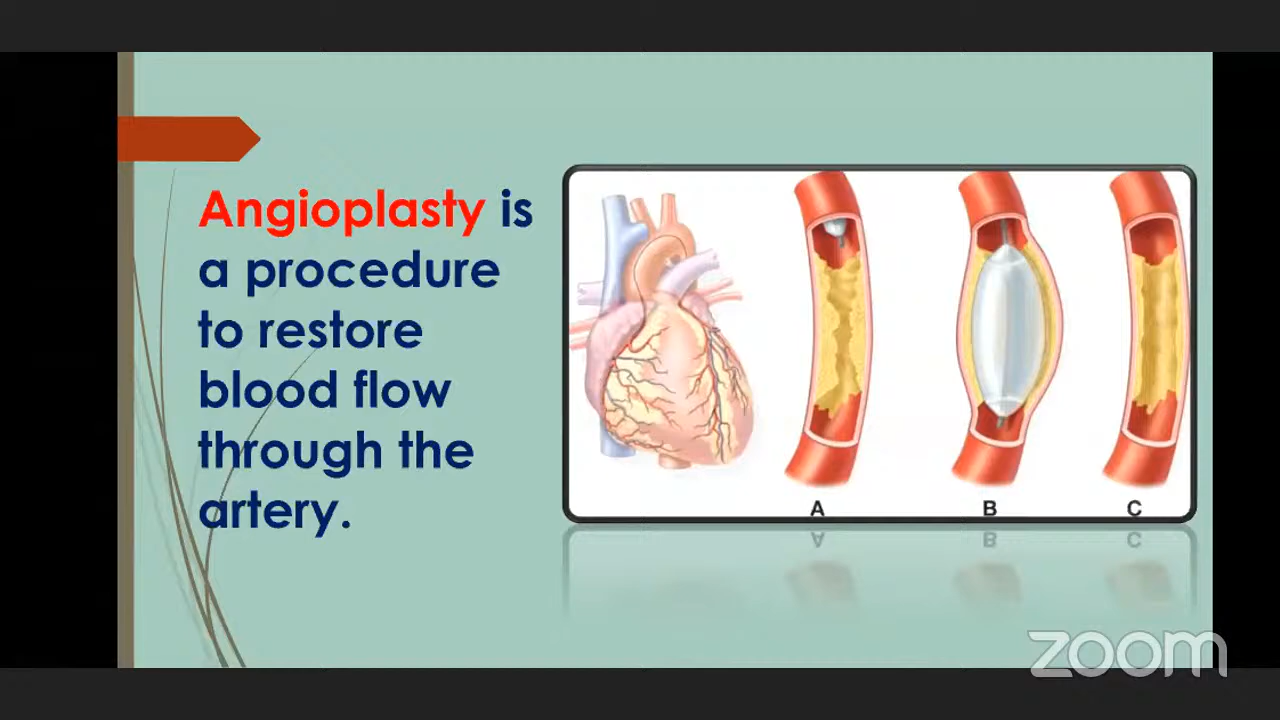 Angioplasty is
a procedure
to restore
blood flow
through the
artery.
A B C
zoom